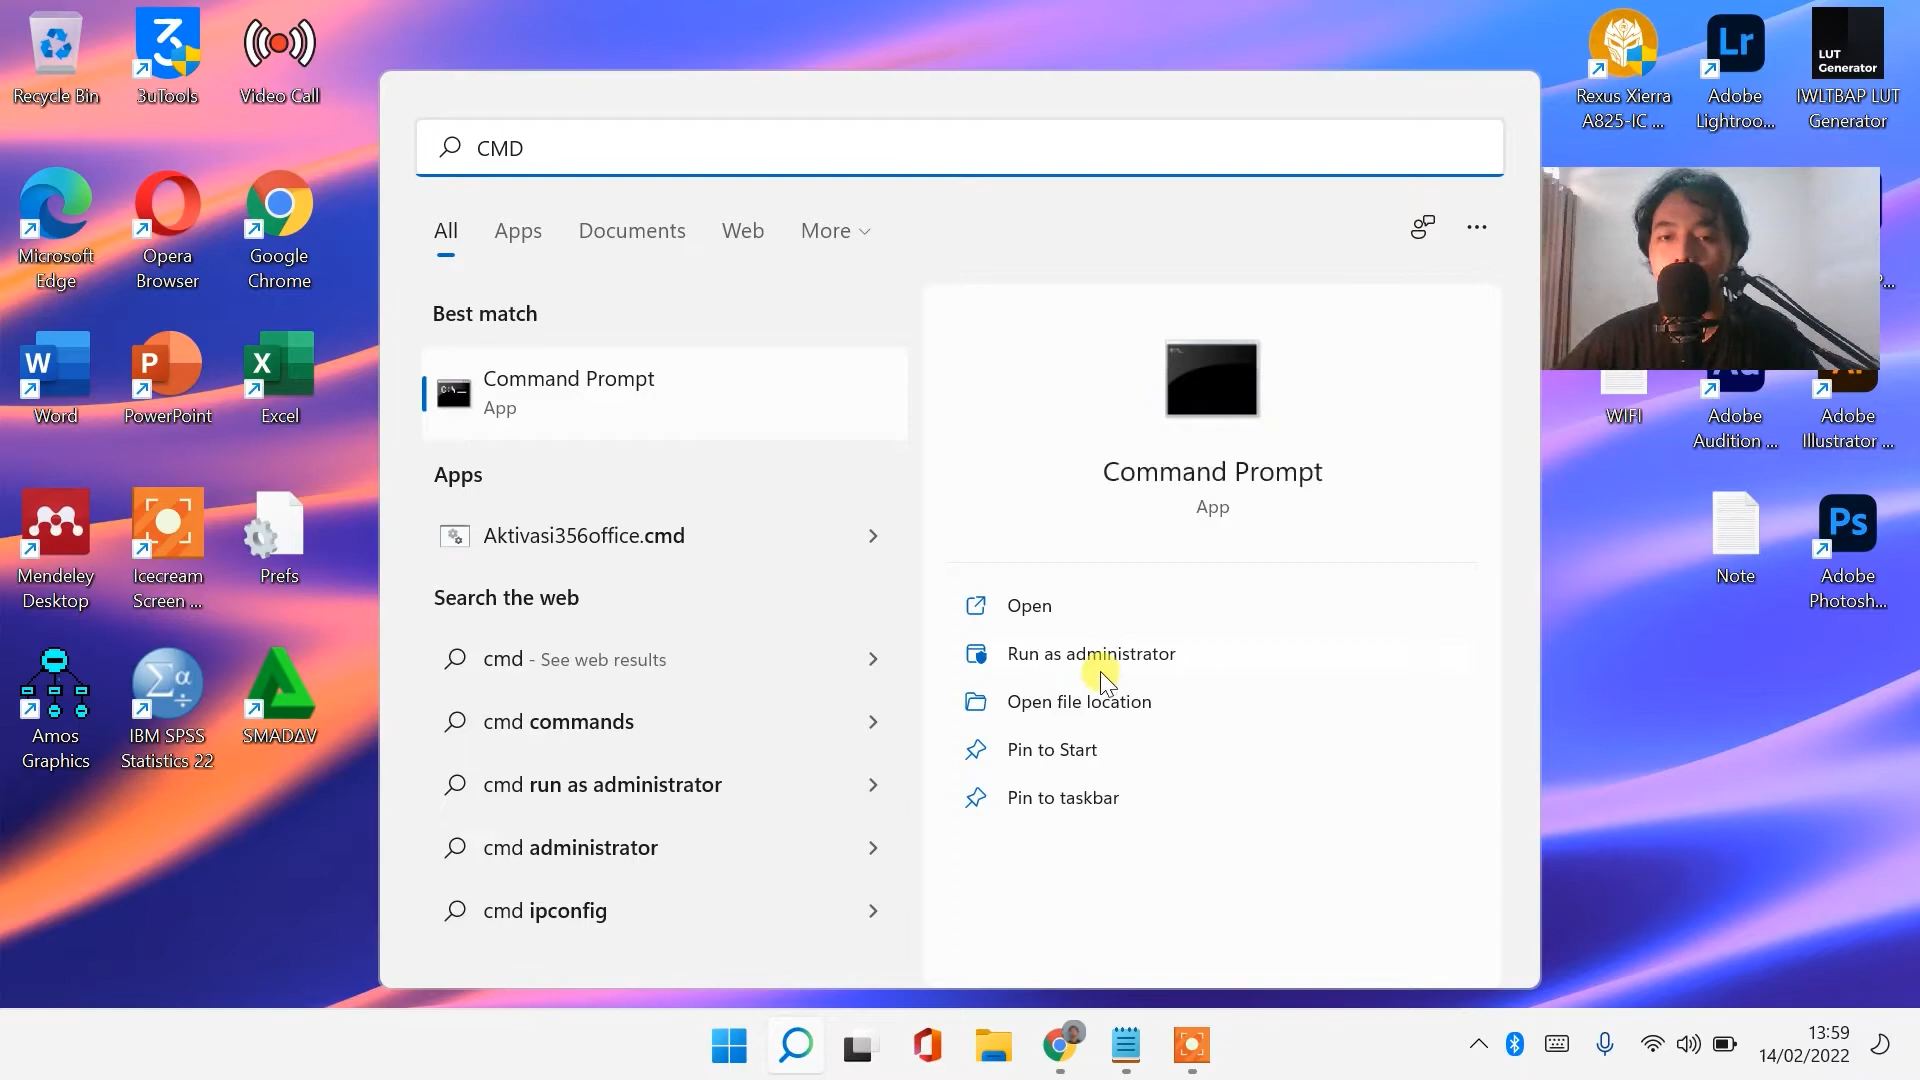 Recycle Bin
3uTools
Video Call
Microsoft
Edge
Opera
Browser
Google
Chrome
W
Word
P
PowerPoint
X
Excel
Mendeley
Desktop
Icecream
Screen ...
Prefs
Amos
Graphics
Σα
IBM SPSS
Statistics 22
SMADΔV
CMD
All
Apps
Documents
Web
More
Best match
Command Prompt
App
Apps
Aktivasi356office.cmd
Search the web
cmd - See web results
cmd commands
cmd run as administrator
cmd administrator
cmd ipconfig
Command Prompt
App
Open
Run as administrator
Open file location
Pin to Start
Pin to taskbar
Rexus Xierra
A825-IC ...
Lr
Adobe
Lightroo...
LUT
Generator
IWLTBAP LUT
Generator
WIFI
Adobe
Audition ...
Adobe
Illustrator ...
Note
Ps
Adobe
Photosh...
13:59
14/02/2022